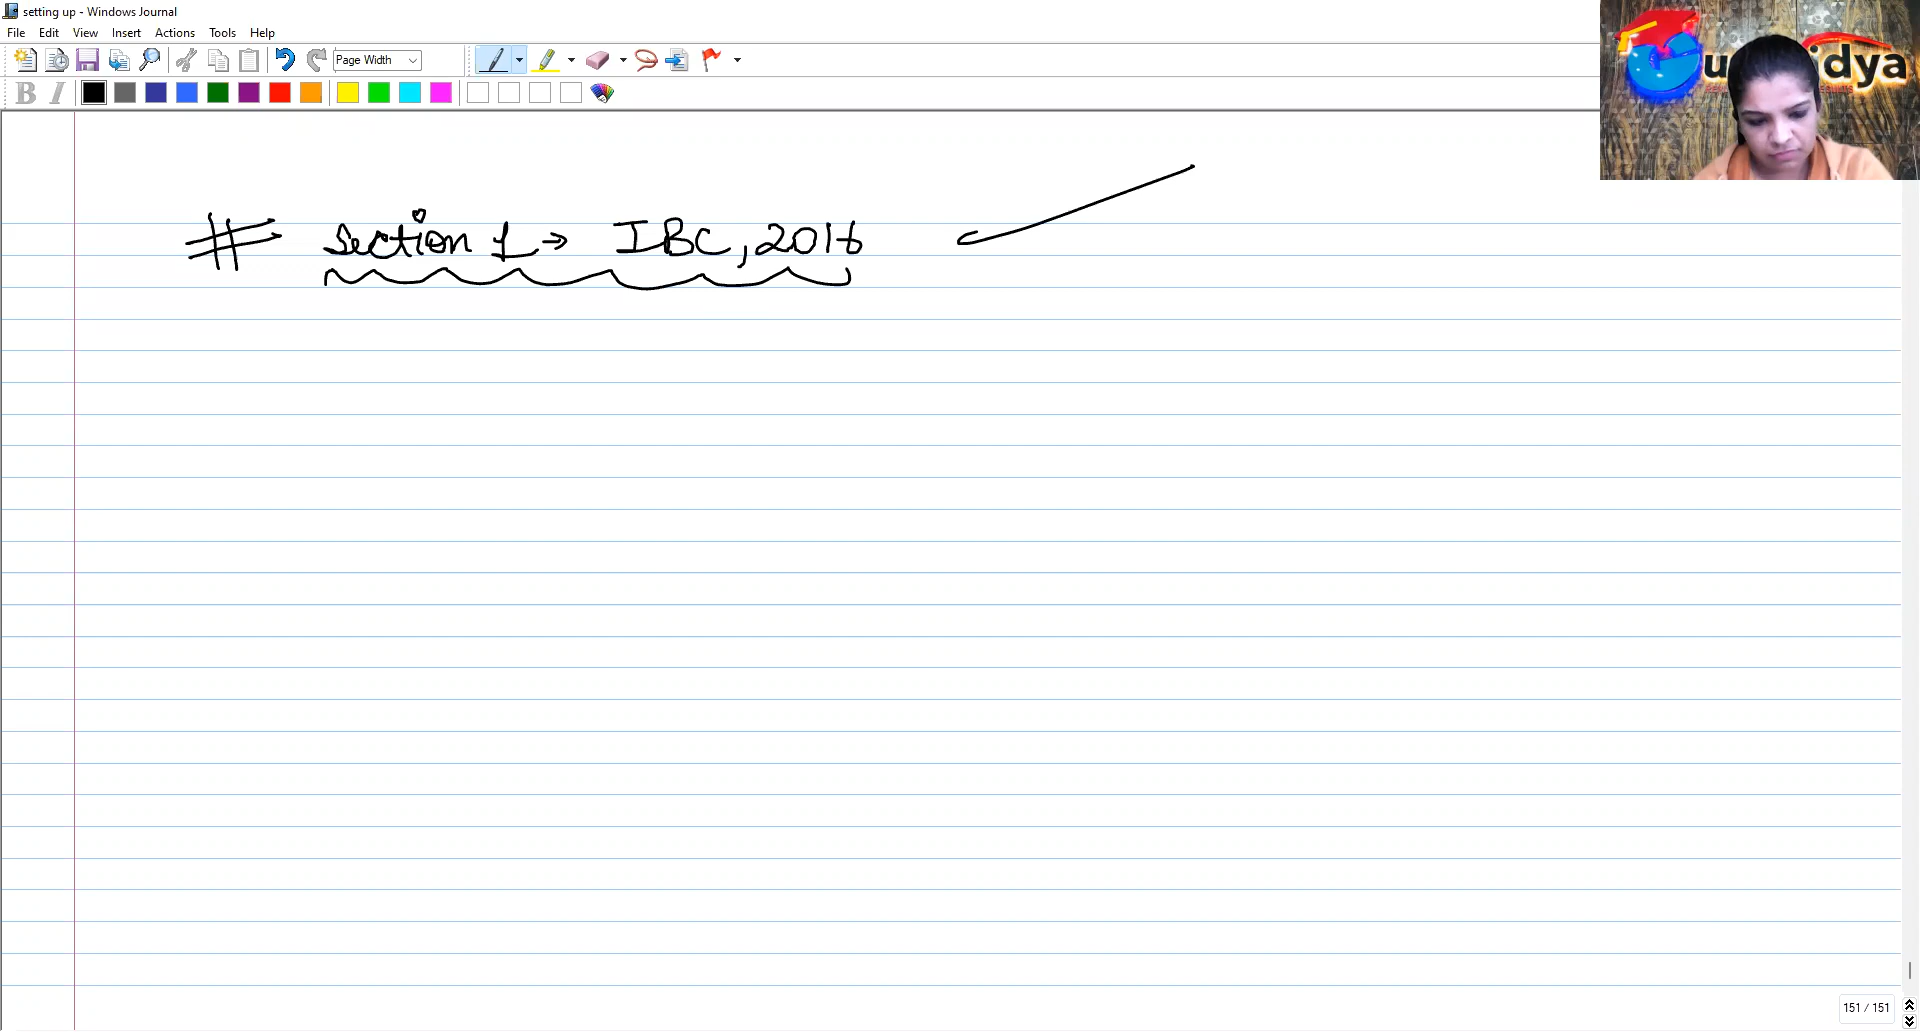 setting up - Windows Journal
File Edit View Insert Actions Tools Help
Page Width
B I
# Section 1 → IBC, 2016
151 / 151